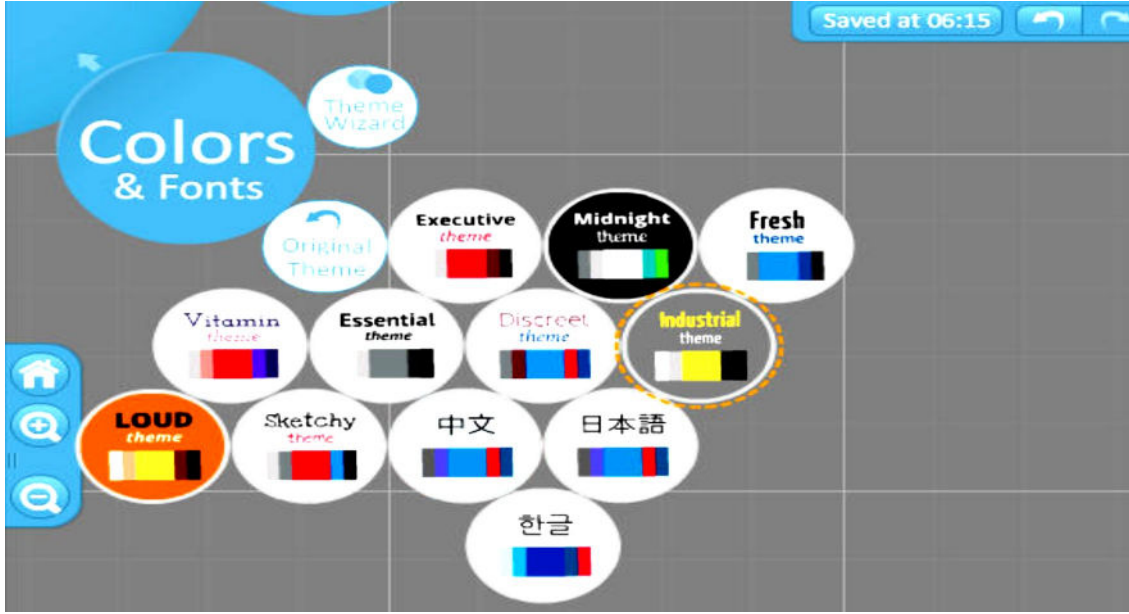 Saved at 06:15
Theme
Wizard
Colors
& Fonts
Original
Theme
Executive
theme
Midnight
theme
Fresh
theme
Vitamin
theme
Essential
theme
Discreet
theme
Industrial
theme
LOUD
theme
Sketchy
theme
中文
日本語
한글